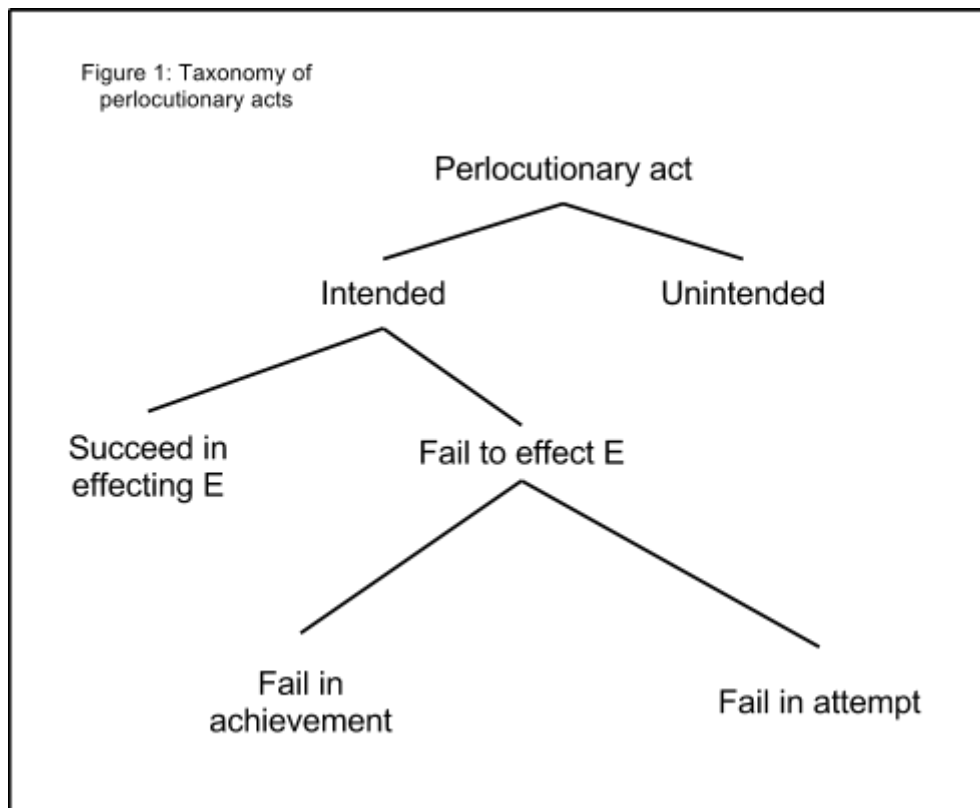 Figure 1: Taxonomy of
perlocutionary acts
Perlocutionary act
Intended
Unintended
Succeed in
effecting E
Fail to effect E
Fail in
achievement
Fail in attempt